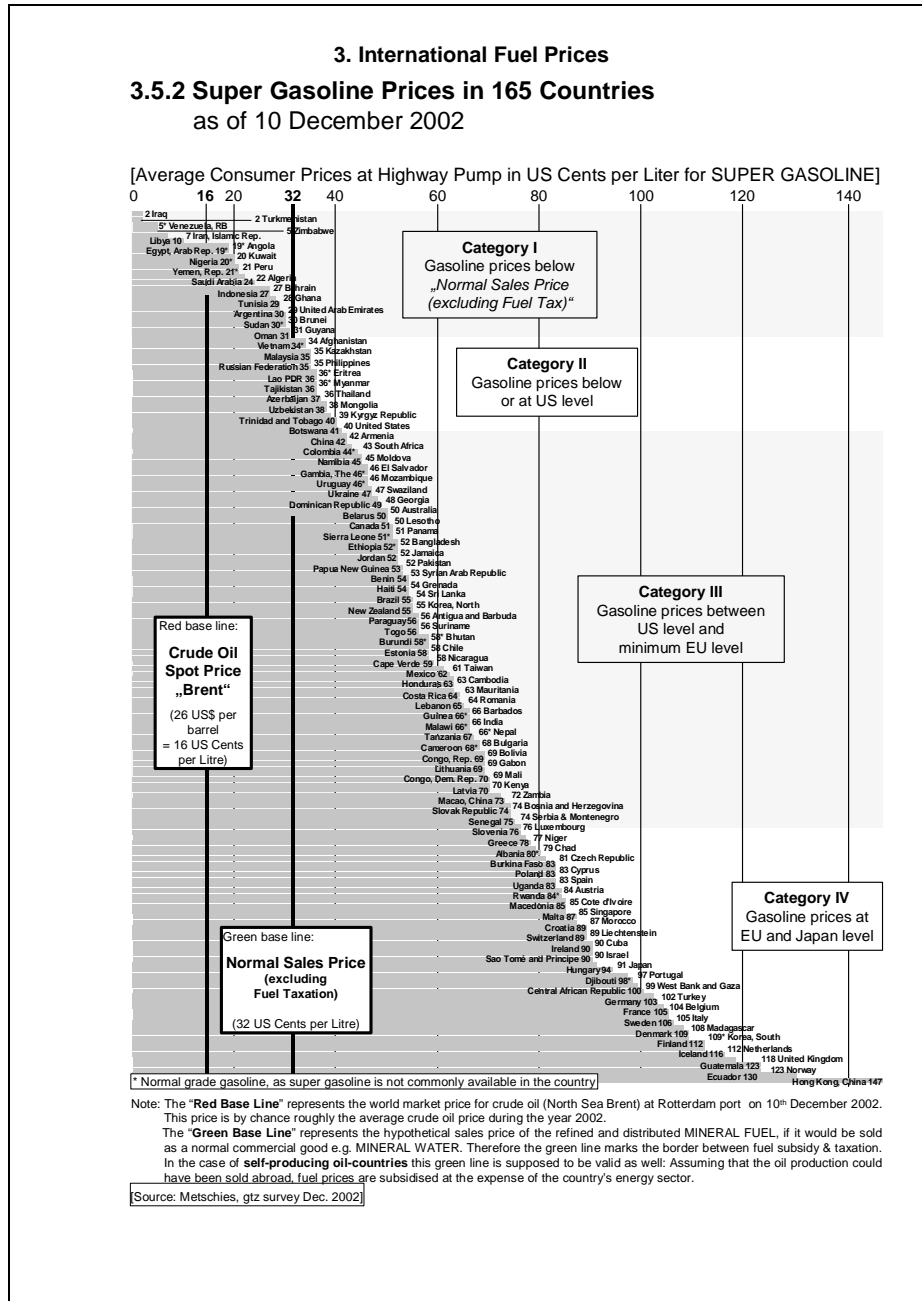 3. International Fuel Prices
3.5.2 Super Gasoline Prices in 165 Countries
as of 10 December 2002
[Average Consumer Prices at Highway Pump in US Cents per Liter for SUPER GASOLINE]
0 16 20 32 40 60 80 100 120 140
2 Iraq
2 Turkmenistan
5* Venezuela, RB
5 Zimbabwe
7 Iran, Islamic Rep.
Libya 10
19* Angola
Egypt, Arab Rep. 19*
20 Kuwait
Nigeria 20*
21 Peru
Yemen, Rep. 21*
22 Algeria
Saudi Arabia 24
27 Bahrain
Indonesia 27
28 Ghana
Tunisia 29
29 United Arab Emirates
Argentina 30
30 Brunei
Sudan 30*
31 Guyana
Oman 31
34 Afghanistan
Vietnam 34*
35 Kazakhstan
Malaysia 35
35 Philippines
Russian Federation 35
36* Eritrea
Lao PDR 36
36* Myanmar
Tajikistan 36
36 Thailand
Azerbaijan 37
38 Mongolia
Uzbekistan 38
39 Kyrgyz Republic
Trinidad and Tobago 40
40 United States
Botswana 41
42 Armenia
China 42
43 South Africa
Colombia 44*
45 Moldova
Namibia 45
46 El Salvador
Gambia, The 46*
46 Mozambique
Uruguay 46*
47 Swaziland
Ukraine 47
48 Georgia
Dominican Republic 49
50 Australia
Belarus 50
50 Lesotho
Canada 51
51 Panama
Sierra Leone 51*
52 Bangladesh
Ethiopia 52*
52 Jamaica
Jordan 52
52 Pakistan
Papua New Guinea 53
53 Syrian Arab Republic
Benin 54
54 Grenada
Haiti 54
54 Sri Lanka
Brazil 55
55 Korea, North
New Zealand 55
56 Antigua and Barbuda
Paraguay 56
56 Suriname
Togo 56
58* Bhutan
Burundi 58*
58 Chile
Estonia 58
58 Nicaragua
Cape Verde 59
61 Taiwan
Mexico 62
63 Cambodia
Honduras 63
63 Mauritania
Costa Rica 64
64 Romania
Lebanon 65
66 Barbados
Guinea 66*
66 India
Malawi 66*
66* Nepal
Tanzania 67
68 Bulgaria
Cameroon 68*
69 Bolivia
Congo, Rep. 69
69 Gabon
Lithuania 69
69 Mali
Congo, Dem. Rep. 70
70 Kenya
Latvia 70
72 Zambia
Macao, China 73
74 Bosnia and Herzegovina
Slovak Republic 74
74 Serbia & Montenegro
Senegal 75
76 Luxembourg
Slovenia 76
77 Niger
Greece 78
79 Chad
Albania 80*
81 Czech Republic
Burkina Faso 83
83 Cyprus
Poland 83
83 Spain
Uganda 83
84 Austria
Rwanda 84*
85 Cote d'Ivoire
Macedonia 85
85 Singapore
Malta 87
87 Morocco
Croatia 89
89 Liechtenstein
Switzerland 89
90 Cuba
Ireland 90
90 Israel
Sao Tomé and Principe 90
91 Japan
Hungary 94
97 Portugal
Djibouti 98*
99 West Bank and Gaza
Central African Republic 100
102 Turkey
Germany 103
104 Belgium
France 105
105 Italy
Sweden 106
108 Madagascar
Denmark 109
109* Korea, South
Finland 112
112 Netherlands
Iceland 116
118 United Kingdom
Guatemala 123
123 Norway
Ecuador 130
Hong Kong, China 147
Category I
Gasoline prices below
„Normal Sales Price
(excluding Fuel Tax)“
Category II
Gasoline prices below
or at US level
Category III
Gasoline prices between
US level and
minimum EU level
Category IV
Gasoline prices at
EU and Japan level
Red base line:
Crude Oil
Spot Price
„Brent“
(26 US$ per
barrel
= 16 US Cents
per Litre)
Green base line:
Normal Sales Price
(excluding
Fuel Taxation)
(32 US Cents per Litre)
* Normal grade gasoline, as super gasoline is not commonly available in the country
Note: The “Red Base Line” represents the world market price for crude oil (North Sea Brent) at Rotterdam port on 10th December 2002.
This price is by chance roughly the average crude oil price during the year 2002.
The “Green Base Line” represents the hypothetical sales price of the refined and distributed MINERAL FUEL, if it would be sold
as a normal commercial good e.g. MINERAL WATER. Therefore the green line marks the border between fuel subsidy & taxation.
In the case of self-producing oil-countries this green line is supposed to be valid as well: Assuming that the oil production could
have been sold abroad, fuel prices are subsidised at the expense of the country's energy sector.
[Source: Metschies, gtz survey Dec. 2002]